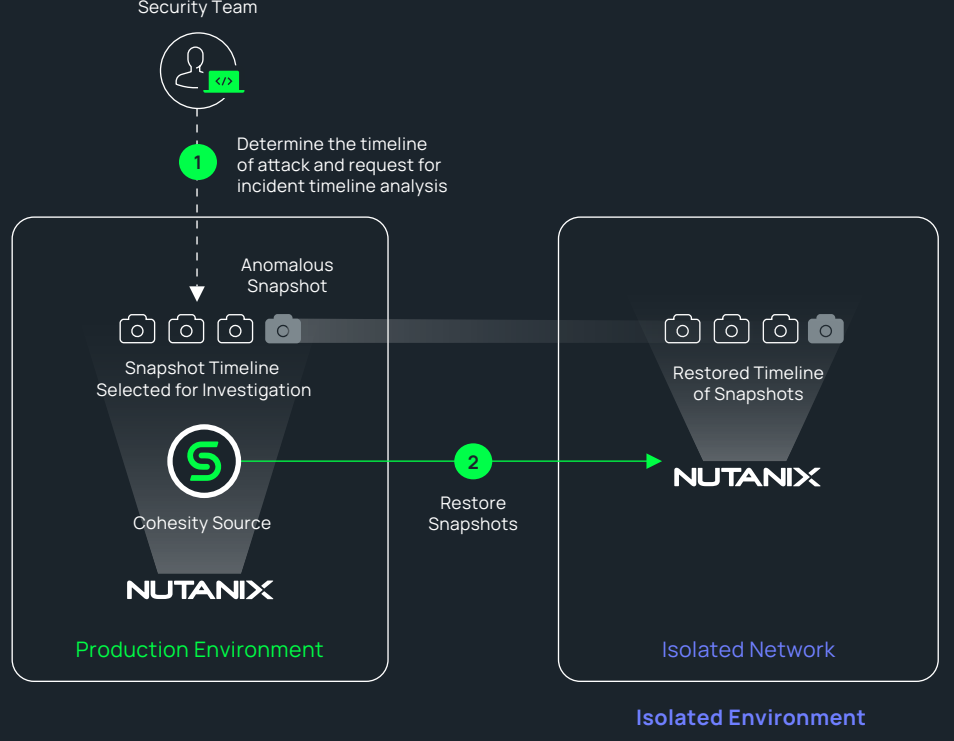 Security Team
</>
1
Determine the timeline
of attack and request for
incident timeline analysis
Anomalous
Snapshot
Snapshot Timeline
Selected for Investigation
Restored Timeline
of Snapshots
S
2
Restore
Snapshots
Cohesity Source
NUTANIX
NUTANIX
Production Environment
Isolated Network
Isolated Environment